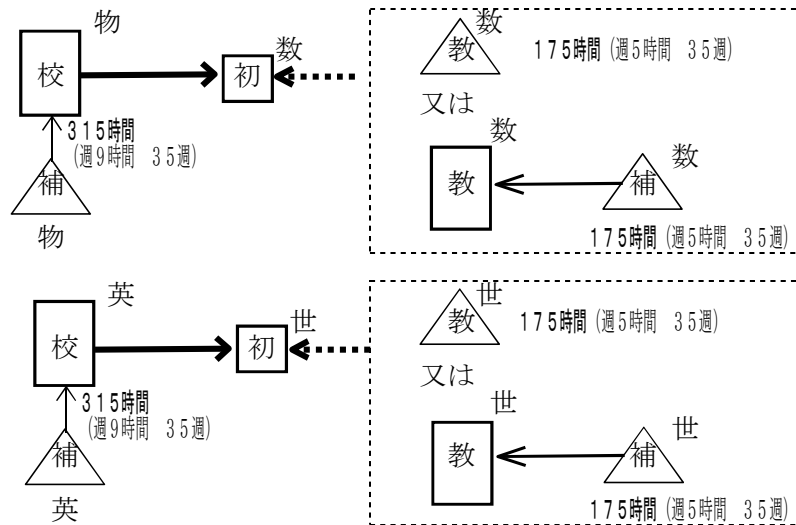 物
校
初
数
３１５時間
(週９時間　３５週)
補
物
教
数
１７５時間 (週５時間　３５週)
又は
数
教
補
数
１７５時間 (週５時間　３５週)
英
校
初
世
３１５時間
(週９時間　３５週)
補
英
教
世
１７５時間 (週５時間　３５週)
又は
世
教
補
世
１７５時間 (週５時間　３５週)